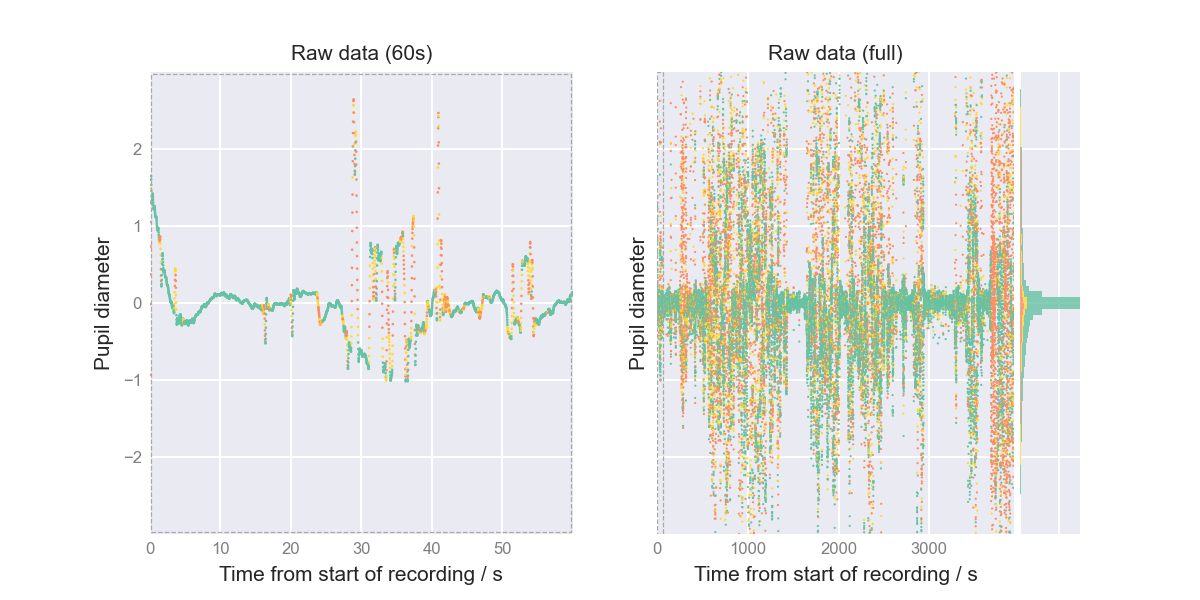 Raw data (60s)
Pupil diameter
2
1
0
−1
−2
0 10 20 30 40 50
Time from start of recording / s
Raw data (full)
Pupil diameter
0 1000 2000 3000
Time from start of recording / s